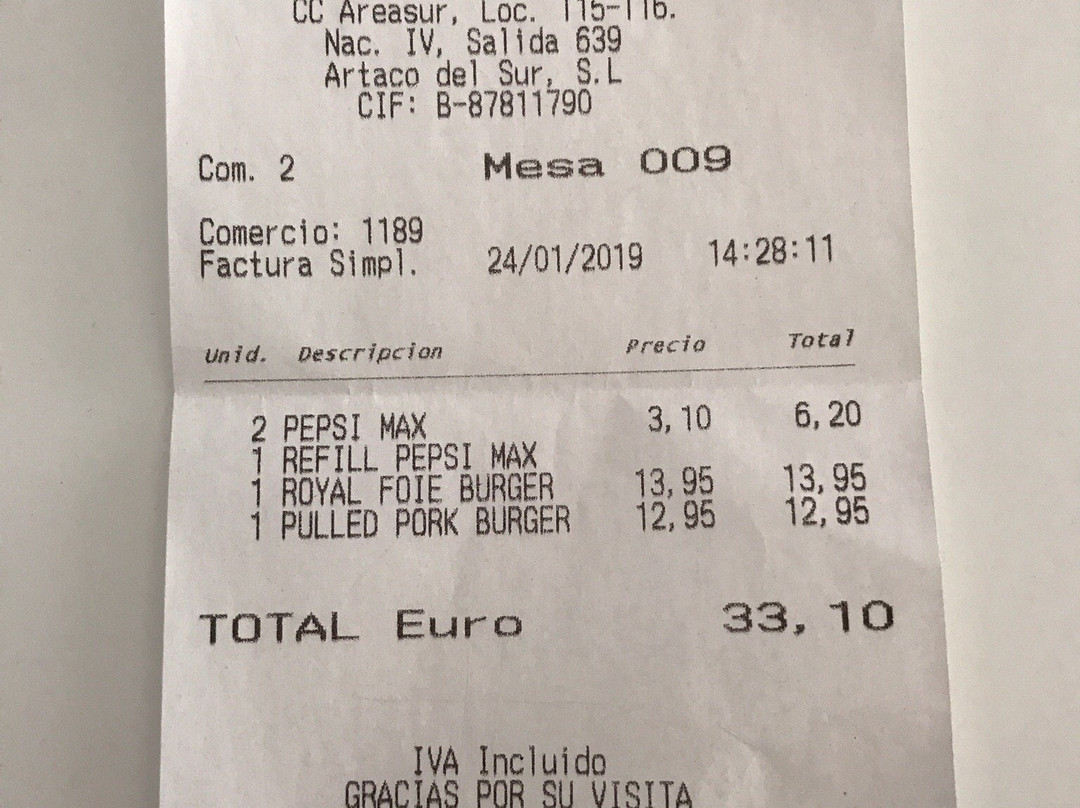 CC Areasur, Loc. 115-116.
Nac. IV, Salida 639
Artaco del Sur, S.L
CIF: B-87811790
Com. 2 Mesa 009
Comercio: 1189
Factura Simpl. 24/01/2019 14:28:11
Unid. Descripcion Precio Total
2 PEPSI MAX 3,10 6,20
1 REFILL PEPSI MAX
1 ROYAL FOIE BURGER 13,95 13,95
1 PULLED PORK BURGER 12,95 12,95
TOTAL Euro 33,10
IVA Incluido
GRACIAS POR SU VISITA